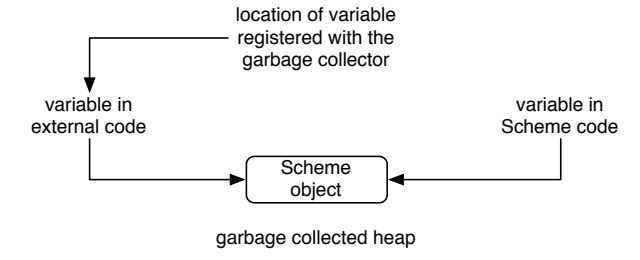 location of variable
registered with the
garbage collector
variable in
external code
variable in
Scheme code
Scheme
object
garbage collected heap